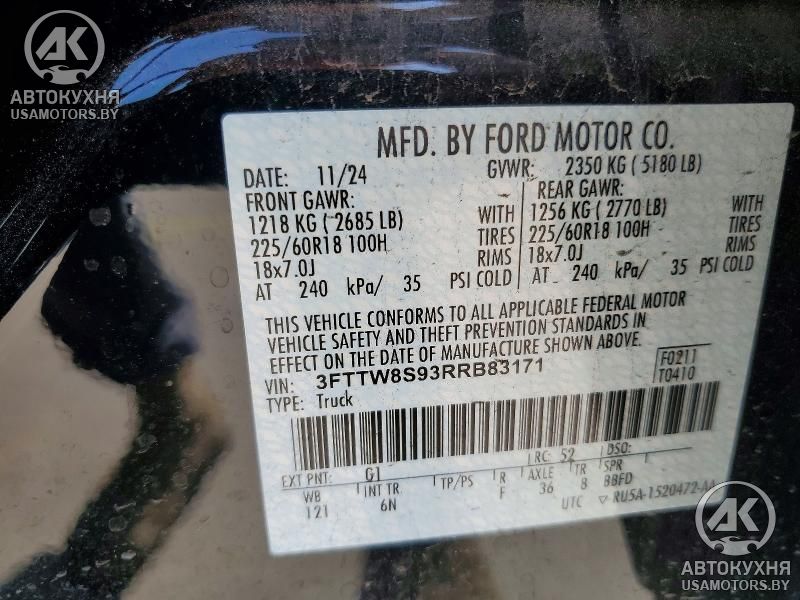 АК
АВТОКУХНЯ
USAMOTORS.BY
MFD. BY FORD MOTOR CO.
DATE: 11/24 GVWR: 2350 KG ( 5180 LB)
FRONT GAWR: REAR GAWR:
1218 KG ( 2685 LB) WITH 1256 KG ( 2770 LB) WITH
225/60R18 100H TIRES 225/60R18 100H TIRES
18x7.0J RIMS 18x7.0J RIMS
AT 240 kPa/ 35 PSI COLD AT 240 kPa/ 35 PSI COLD
THIS VEHICLE CONFORMS TO ALL APPLICABLE FEDERAL MOTOR
VEHICLE SAFETY AND THEFT PREVENTION STANDARDS IN
EFFECT ON THE DATE OF MANUFACTURE SHOWN ABOVE.
VIN: 3FTTW8S93RRB83171 F0211
TYPE: Truck T0410
RC: 52 DSO:
EXT PNT: G1
WB INT TR TP/PS R AXLE TR SPR
121 6N F 36 8 BBFD
UTC RU5A-1520472-AA
АК
АВТОКУХНЯ
USAMOTORS.BY